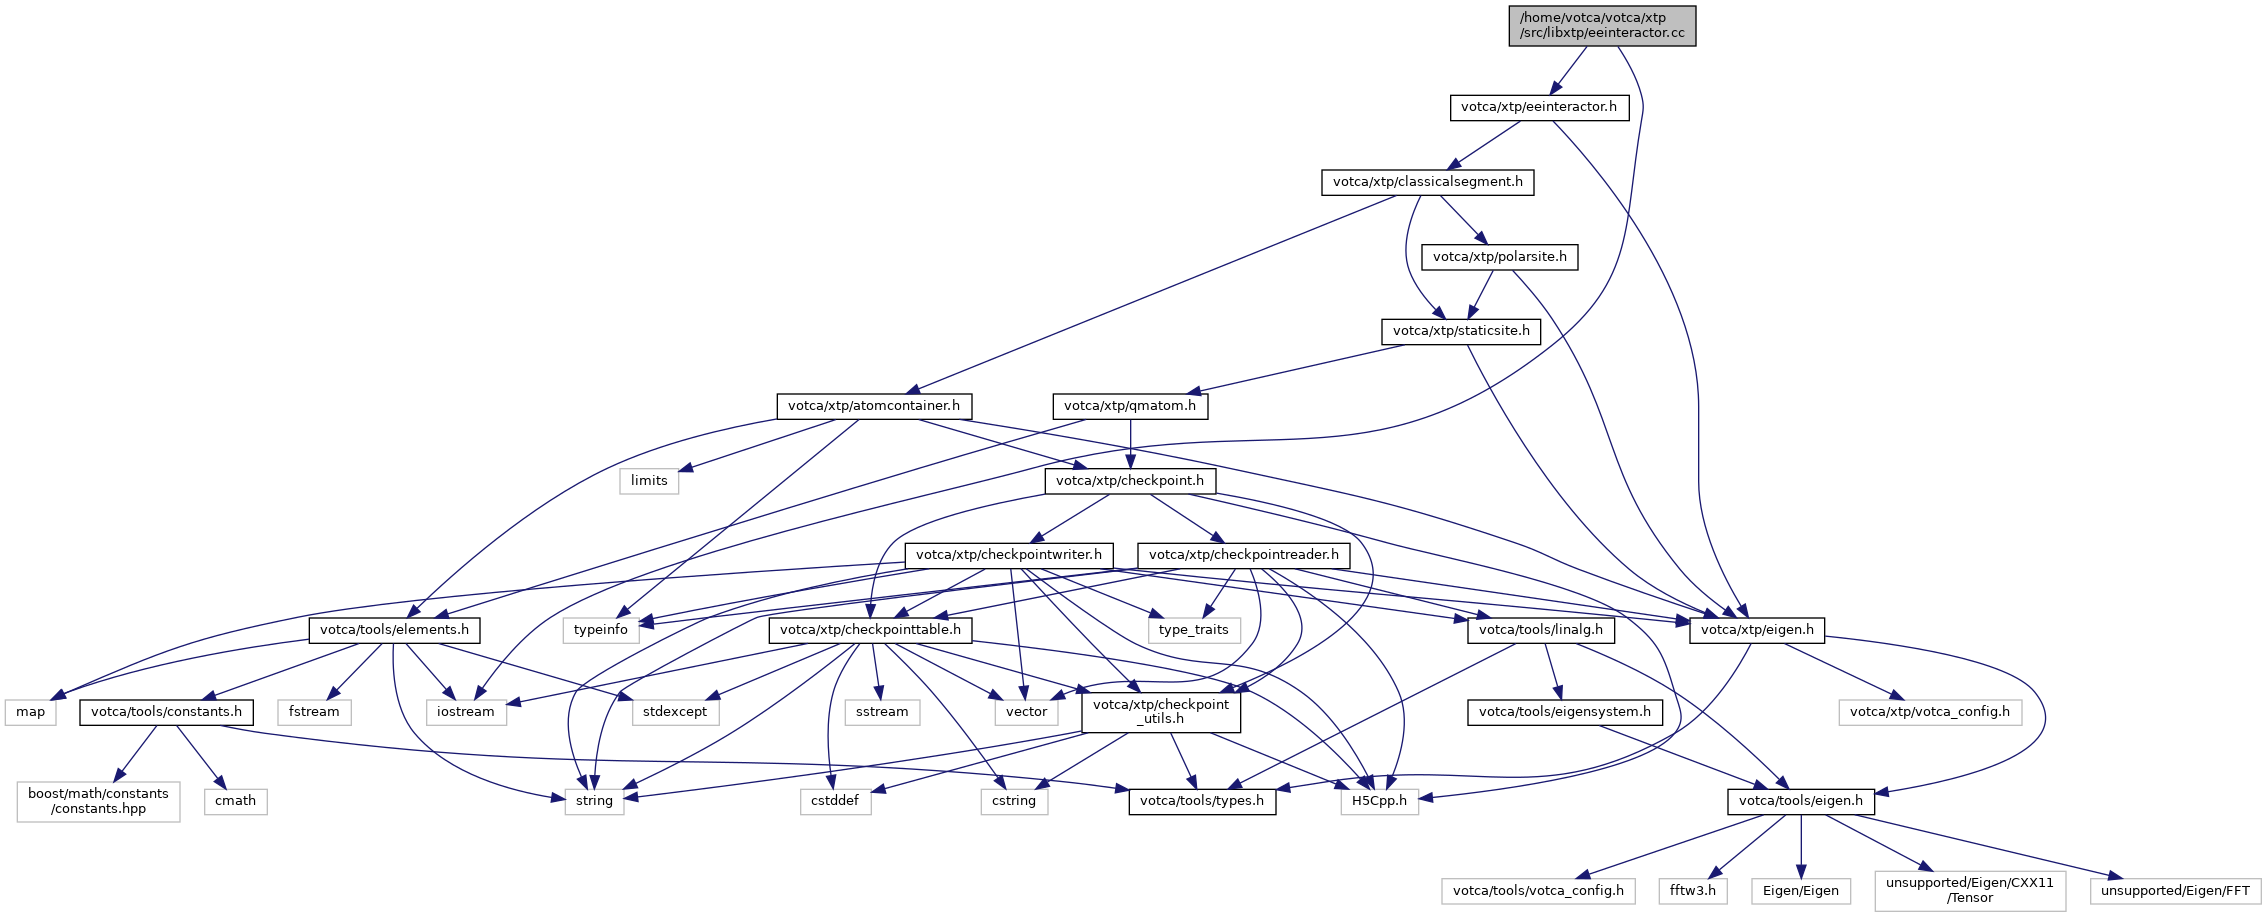 /home/votca/votca/xtp
/src/libxtp/eeinteractor.cc
votca/xtp/eeinteractor.h
votca/xtp/classicalsegment.h
votca/xtp/polarsite.h
votca/xtp/staticsite.h
votca/xtp/atomcontainer.h
votca/xtp/qmatom.h
limits
votca/xtp/checkpoint.h
votca/xtp/checkpointwriter.h
votca/xtp/checkpointreader.h
votca/tools/elements.h
typeinfo
votca/xtp/checkpointtable.h
type_traits
votca/tools/linalg.h
votca/xtp/eigen.h
map
votca/tools/constants.h
fstream
iostream
stdexcept
sstream
vector
votca/xtp/checkpoint
_utils.h
votca/tools/eigensystem.h
votca/xtp/votca_config.h
boost/math/constants
/constants.hpp
cmath
string
cstddef
cstring
votca/tools/types.h
H5Cpp.h
votca/tools/eigen.h
votca/tools/votca_config.h
fftw3.h
Eigen/Eigen
unsupported/Eigen/CXX11
/Tensor
unsupported/Eigen/FFT